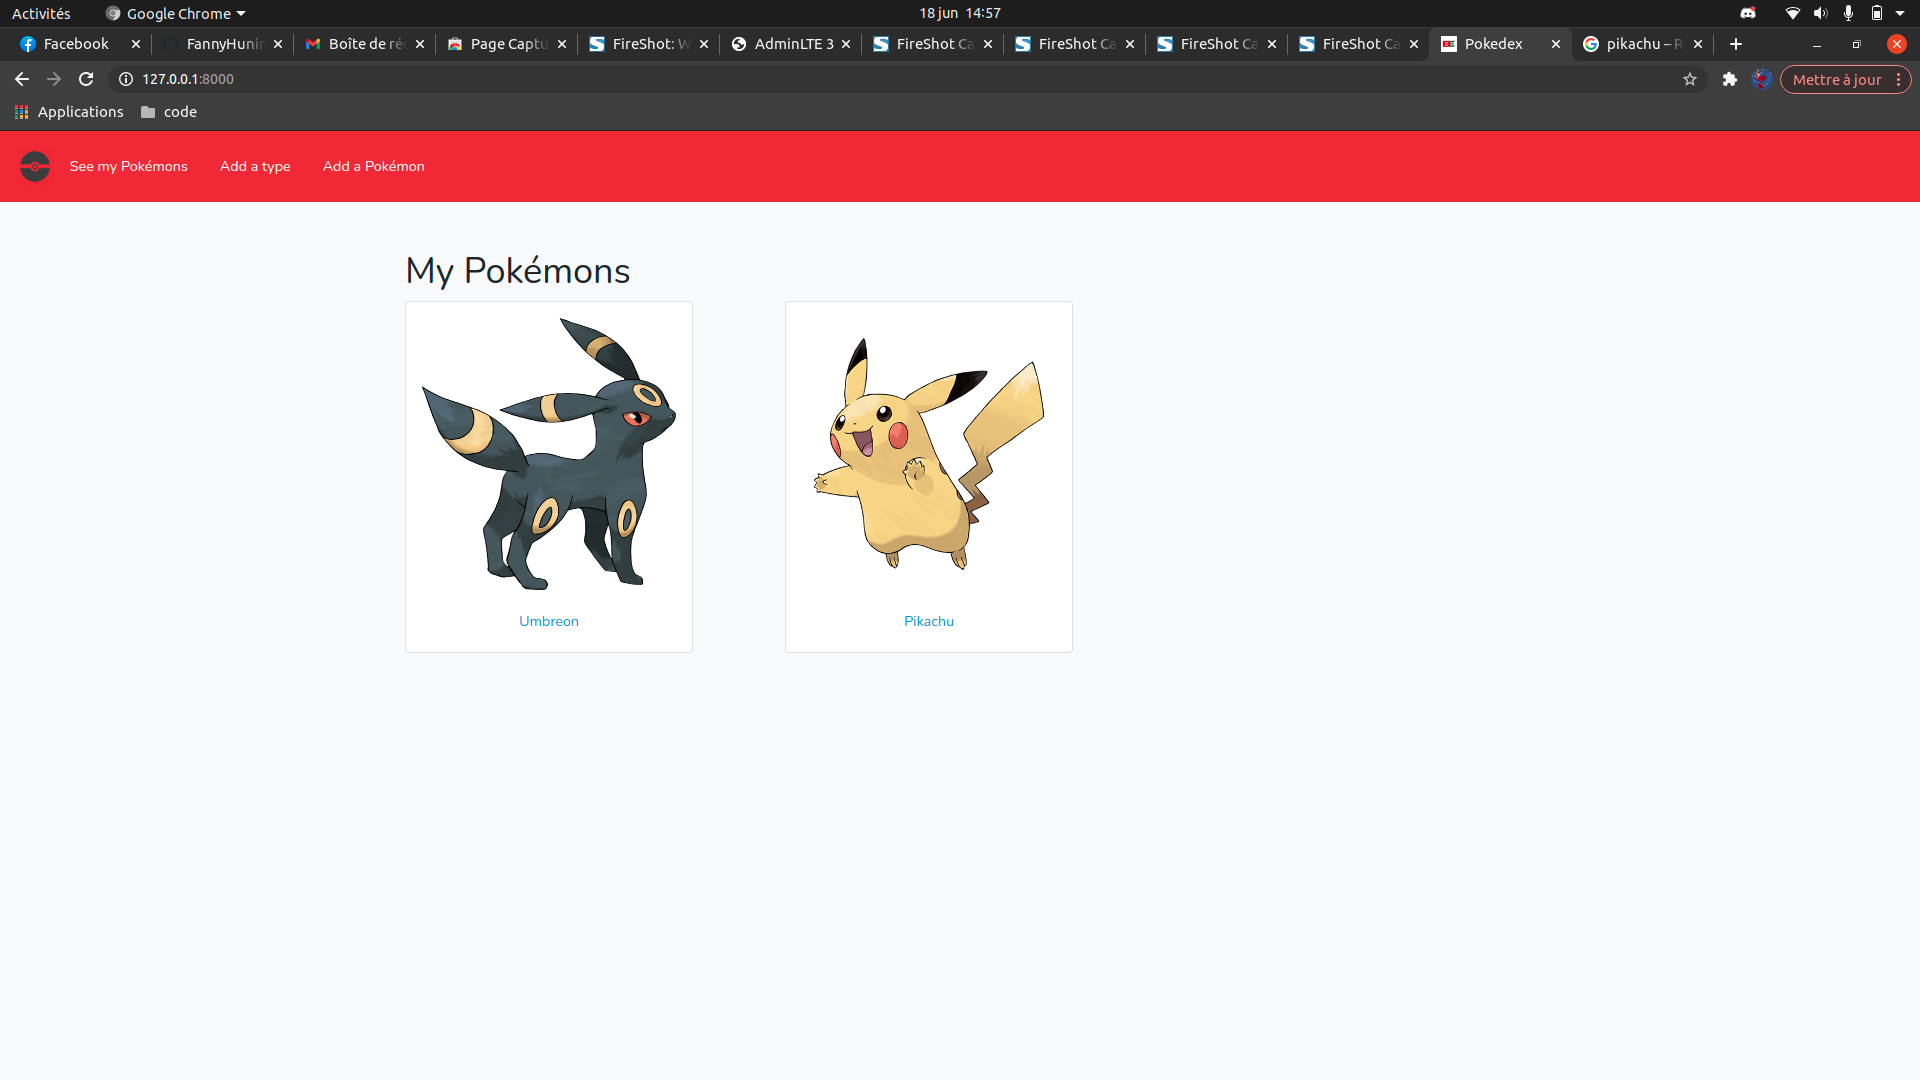 Activités Google Chrome 18 jun 14:57
Facebook FannyHunin Boîte de ré Page Captu FireShot: W AdminLTE 3 FireShot Ca FireShot Ca FireShot Ca FireShot Ca Pokedex pikachu – R
127.0.0.1:8000 Mettre à jour
Applications code
See my Pokémons Add a type Add a Pokémon
My Pokémons
Umbreon Pikachu